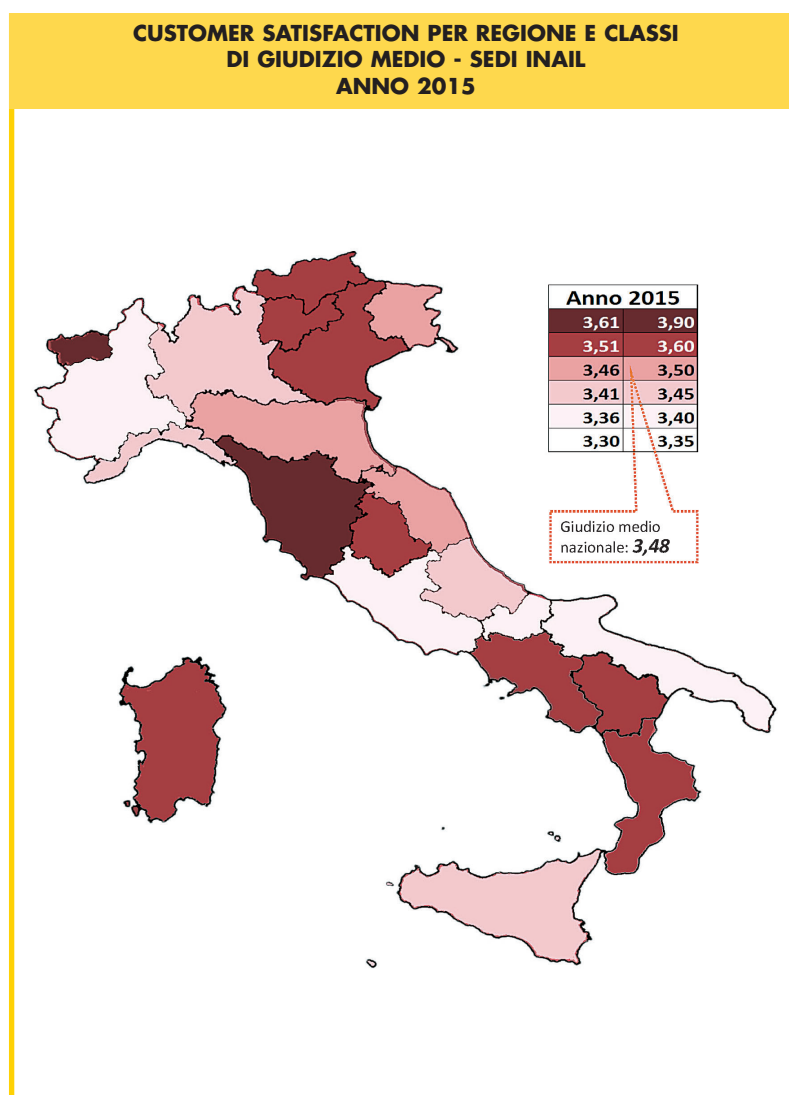 CUSTOMER SATISFACTION PER REGIONE E CLASSI
DI GIUDIZIO MEDIO - SEDI INAIL
ANNO 2015
Anno 2015
3,61 3,90
3,51 3,60
3,46 3,50
3,41 3,45
3,36 3,40
3,30 3,35
Giudizio medio
nazionale: 3,48